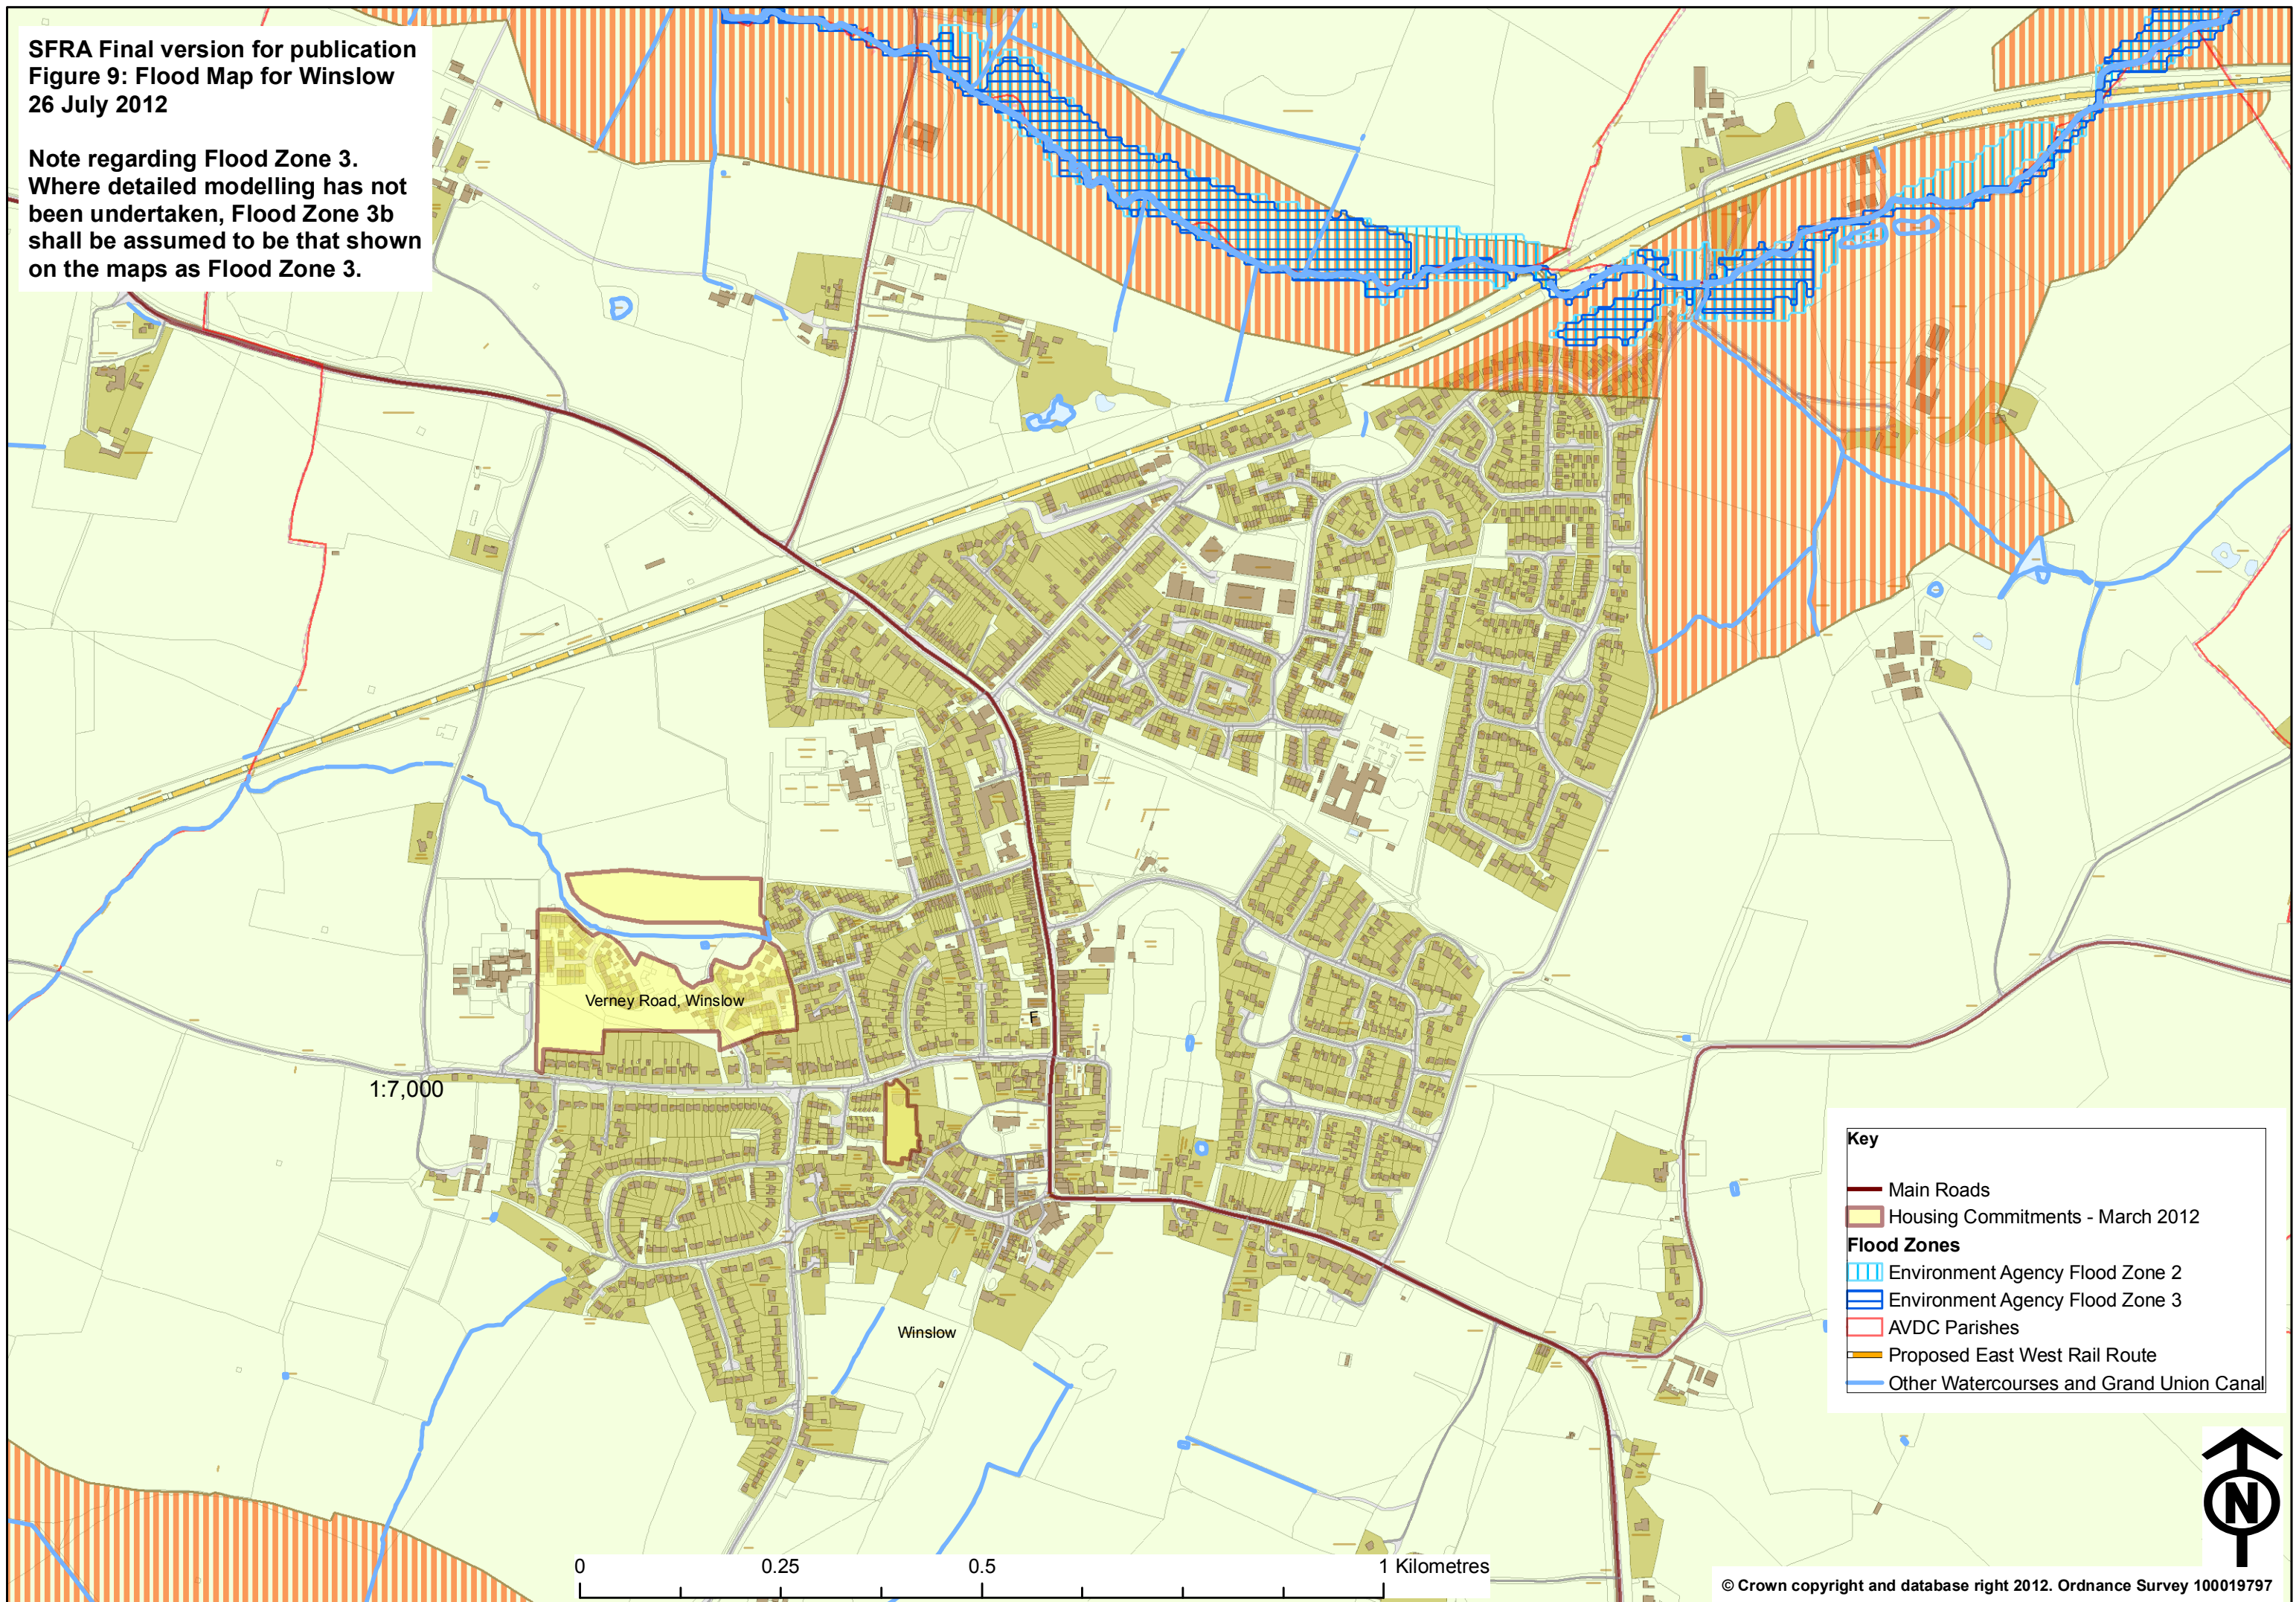 SFRA Final version for publication
Figure 9: Flood Map for Winslow
26 July 2012
Note regarding Flood Zone 3.
Where detailed modelling has not
been undertaken, Flood Zone 3b
shall be assumed to be that shown
on the maps as Flood Zone 3.
Verney Road, Winslow
F
1:7,000
Winslow
Key
Main Roads
Housing Commitments - March 2012
Flood Zones
Environment Agency Flood Zone 2
Environment Agency Flood Zone 3
AVDC Parishes
Proposed East West Rail Route
Other Watercourses and Grand Union Canal
N
0 0.25 0.5 1 Kilometres
© Crown copyright and database right 2012. Ordnance Survey 100019797